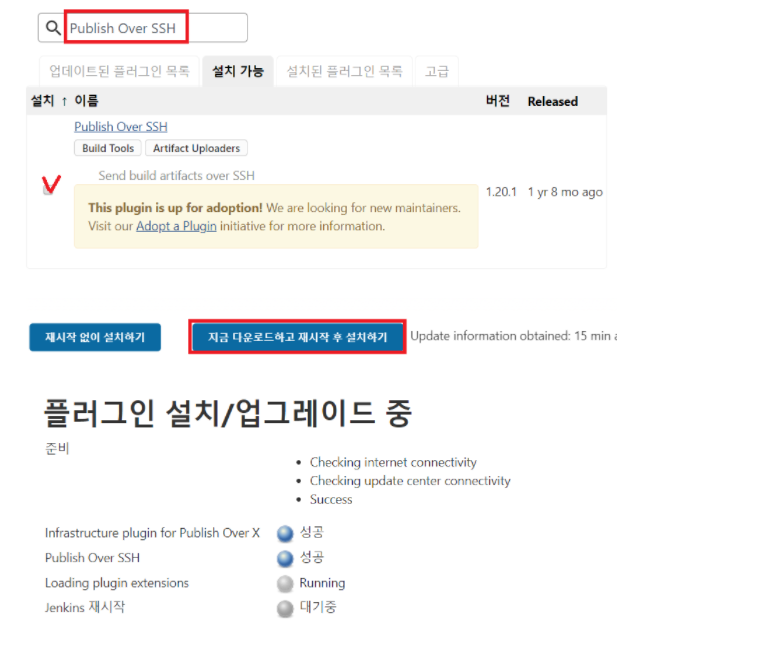 Publish Over SSH
업데이트된 플러그인 목록 설치 가능 설치된 플러그인 목록 고급
설치 ↑ 이름 버전 Released
Publish Over SSH
Build Tools Artifact Uploaders
Send build artifacts over SSH
This plugin is up for adoption! We are looking for new maintainers.
Visit our Adopt a Plugin initiative for more information.
1.20.1 1 yr 8 mo ago
재시작 없이 설치하기 지금 다운로드하고 재시작 후 설치하기 Update information obtained: 15 min
플러그인 설치/업그레이드 중
준비
• Checking internet connectivity
• Checking update center connectivity
• Success
Infrastructure plugin for Publish Over X 성공
Publish Over SSH 성공
Loading plugin extensions Running
Jenkins 재시작 대기중